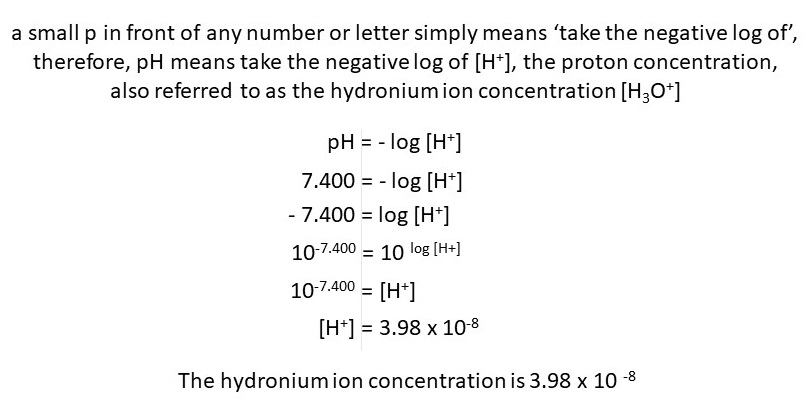 a small p in front of any number or letter simply means ‘take the negative log of’,
therefore, pH means take the negative log of [H⁺], the proton concentration,
also referred to as the hydronium ion concentration [H₃O⁺]
pH = - log [H⁺]
7.400 = - log [H⁺]
- 7.400 = log [H⁺]
10⁻⁷·⁴⁰⁰ = 10 ˡᵒᵍ [H+]
10⁻⁷·⁴⁰⁰ = [H⁺]
[H⁺] = 3.98 x 10⁻⁸
The hydronium ion concentration is 3.98 x 10 ⁻⁸